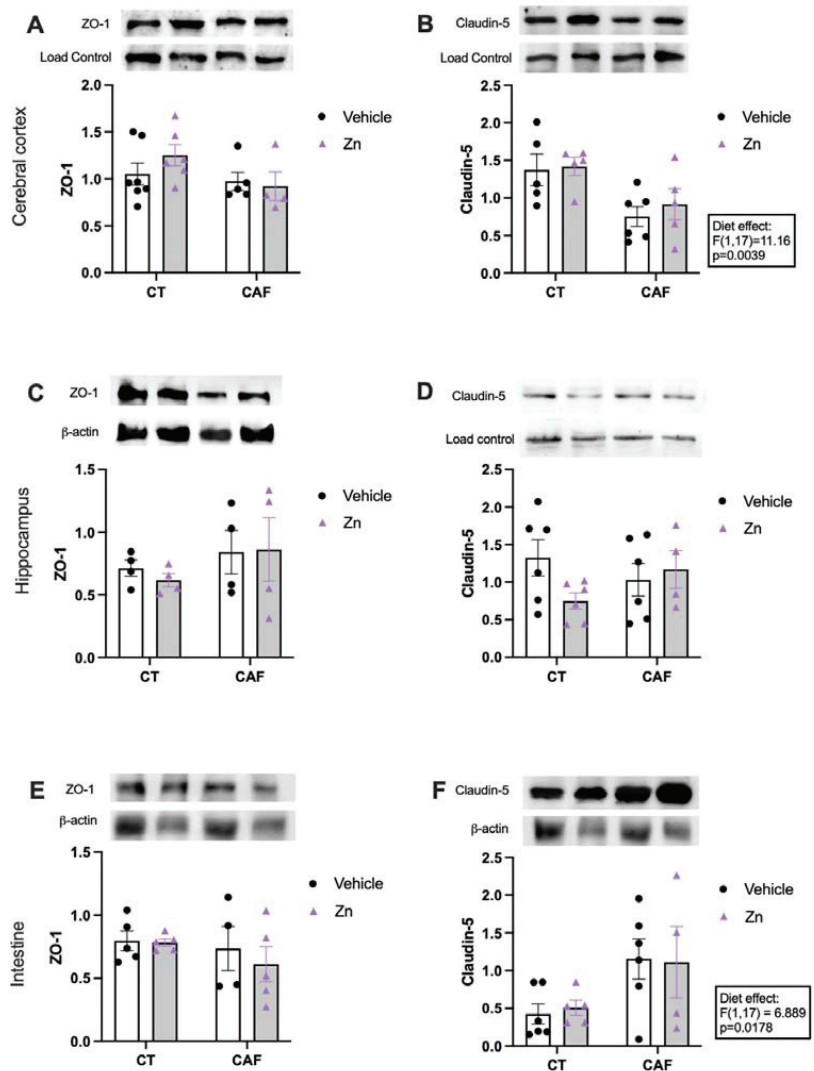 A
ZO-1
Load Control
Cerebral cortex
ZO-1
2.0
1.5
1.0
0.5
0.0
CT
CAF
Vehicle
Zn
B
Claudin-5
Load Control
Claudin-5
2.5
2.0
1.5
1.0
0.5
0.0
CT
CAF
Vehicle
Zn
Diet effect:
F(1,17)=11.16
p=0.0039
C
ZO-1
β-actin
Hippocampus
ZO-1
1.5
1.0
0.5
0.0
CT
CAF
Vehicle
Zn
D
Claudin-5
Load control
Claudin-5
2.5
2.0
1.5
1.0
0.5
0.0
CT
CAF
Vehicle
Zn
E
ZO-1
β-actin
Intestine
ZO-1
1.5
1.0
0.5
0.0
CT
CAF
Vehicle
Zn
F
Claudin-5
β-actin
Claudin-5
2.5
2.0
1.5
1.0
0.5
0.0
CT
CAF
Vehicle
Zn
Diet effect:
F(1,17) = 6.889
p=0.0178